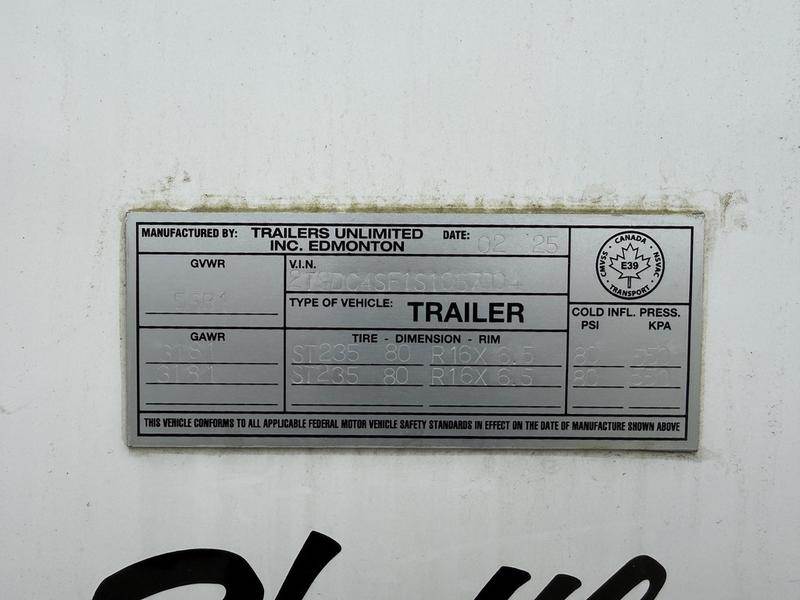 MANUFACTURED BY: TRAILERS UNLIMITED INC. EDMONTON DATE: 02 25
GVWR
V.I.N.
TYPE OF VEHICLE: TRAILER
CANADA
CMVSS NSVAC
E39
TRANSPORT
COLD INFL. PRESS.
PSI KPA
GAWR
TIRE - DIMENSION - RIM
3181 ST235 80 R16X 6.5 80
3181 ST235 80 R16X 6.5 80
THIS VEHICLE CONFORMS TO ALL APPLICABLE FEDERAL MOTOR VEHICLE SAFETY STANDARDS IN EFFECT ON THE DATE OF MANUFACTURE SHOWN ABOVE